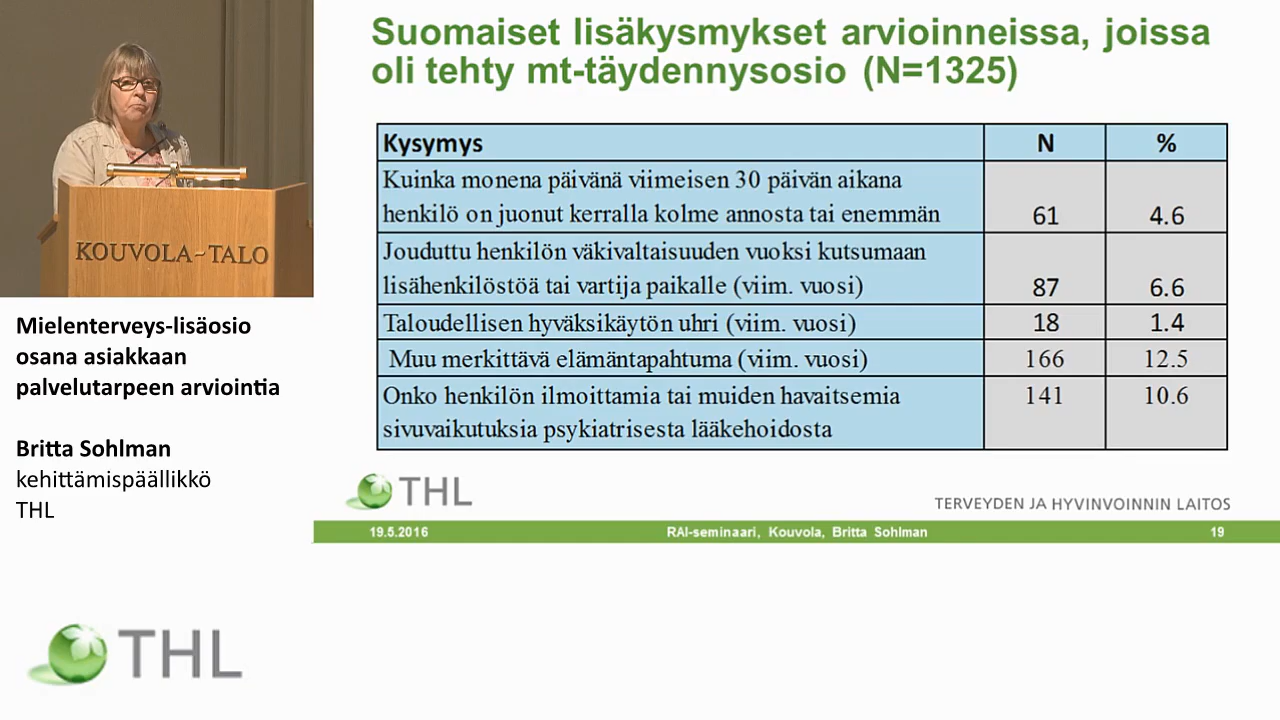 Suomaiset lisäkysmykset arvioinneissa, joissa
oli tehty mt-täydennysosio (N=1325)
Kysymys N %
Kuinka monena päivänä viimeisen 30 päivän aikana
henkilö on juonut kerralla kolme annosta tai enemmän 61 4.6
Jouduttu henkilön väkivaltaisuuden vuoksi kutsumaan
lisähenkilöstöä tai vartija paikalle (viim. vuosi) 87 6.6
Taloudellisen hyväksikäytön uhri (viim. vuosi) 18 1.4
Muu merkittävä elämäntapahtuma (viim. vuosi) 166 12.5
Onko henkilön ilmoittamia tai muiden havaitsemia 141 10.6
sivuvaikutuksia psykiatrisesta lääkehoidosta
THL
TERVEYDEN JA HYVINVOINNIN LAITOS
19.5.2016 RAI-seminaari, Kouvola, Britta Sohlman 19
KOUVOLA-TALO
Mielenterveys-lisäosio
osana asiakkaan
palvelutarpeen arviointia
Britta Sohlman
kehittämispäällikkö
THL
THL